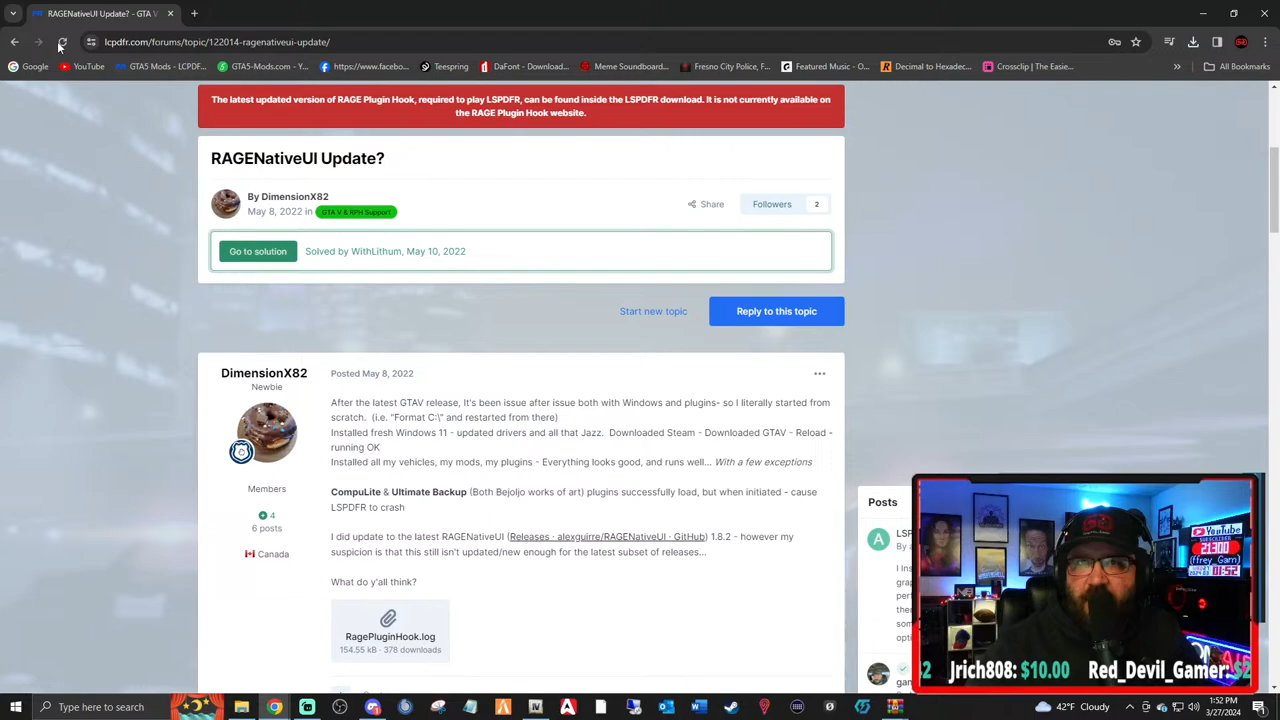 RAGENativeUI Update? - GTA V
lcpdfr.com/forums/topic/122014-ragenativeui-update/
Google
YouTube
GTA5 Mods - LCPDF...
GTA5-Mods.com - Y...
https://www.facebo...
Teespring
DaFont - Download...
Meme Soundboard...
Fresno City Police, F...
Featured Music - O...
Decimal to Hexadec...
Crossclip | The Easie...
All Bookmarks
The latest updated version of RAGE Plugin Hook, required to play LSPDFR, can be found inside the LSPDFR download. It is not currently available on
the RAGE Plugin Hook website.
RAGENativeUI Update?
By DimensionX82
May 8, 2022 in GTA V & RPH Support
Share
Followers 2
Go to solution Solved by WithLithum, May 10, 2022
Start new topic
Reply to this topic
DimensionX82
Newbie
Members
4
6 posts
Canada
Posted May 8, 2022
After the latest GTAV release, It's been issue after issue both with Windows and plugins- so I literally started from
scratch. (i.e. "Format C:\" and restarted from there)
Installed fresh Windows 11 - updated drivers and all that Jazz. Downloaded Steam - Downloaded GTAV - Reload -
running OK
Installed all my vehicles, my mods, my plugins - Everything looks good, and runs well... With a few exceptions
CompuLite & Ultimate Backup (Both Bejoljo works of art) plugins successfully load, but when initiated - cause
LSPDFR to crash
I did update to the latest RAGENativeUI (Releases · alexguirre/RAGENativeUI · GitHub) 1.8.2 - however my
suspicion is that this still isn't updated/new enough for the latest subset of releases...
What do y'all think?
RagePluginHook.log
154.55 kB · 378 downloads
Posts
YouTube
21,300
01:52
Jrich808: $10.00 Red_Devil_Gamer:
42°F Cloudy
1:52 PM
3/27/2024